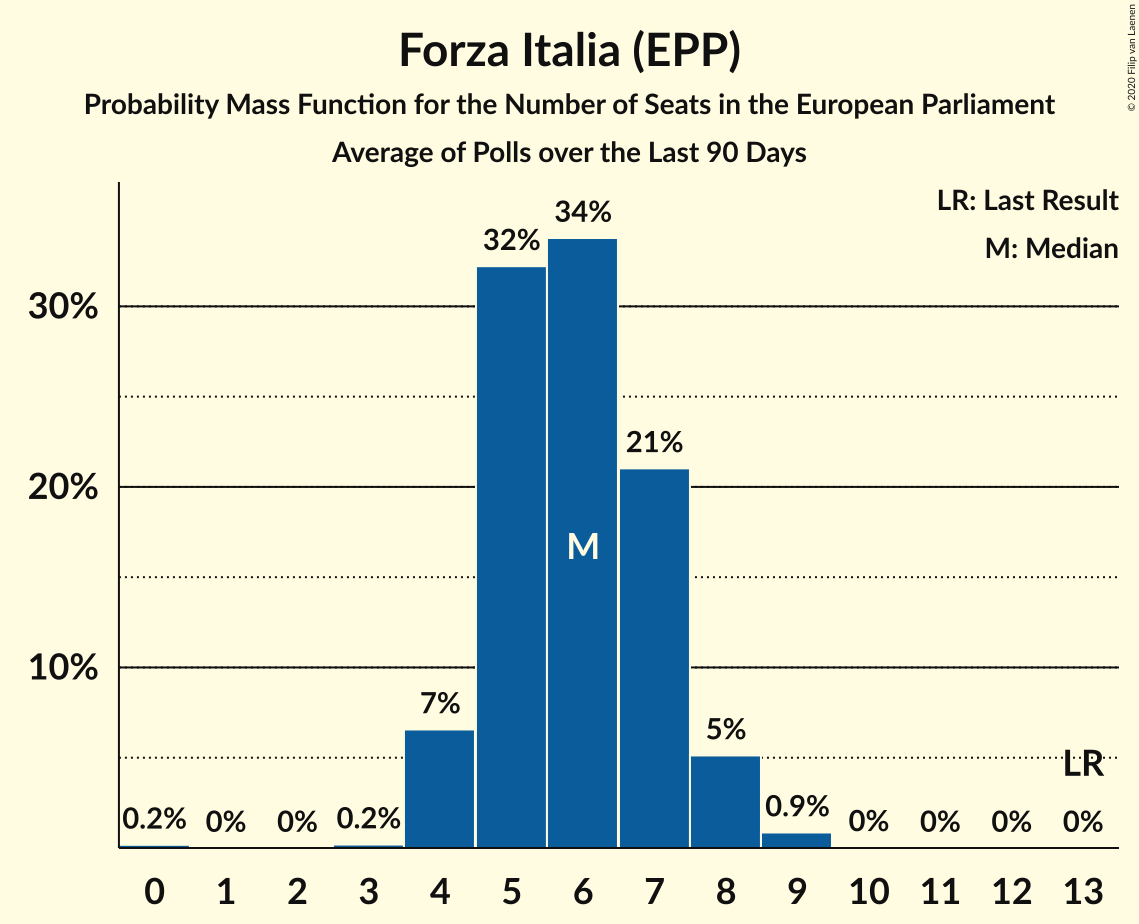 Forza Italia (EPP)
Probability Mass Function for the Number of Seats in the European Parliament
Average of Polls over the Last 90 Days
© 2020 Filip van Laenen
LR: Last Result
M: Median
34%
32%
30%
21%
20%
M
10%
7%
5%
LR
0.2% 0% 0% 0.2% 0.9% 0% 0% 0% 0%
0 1 2 3 4 5 6 7 8 9 10 11 12 13